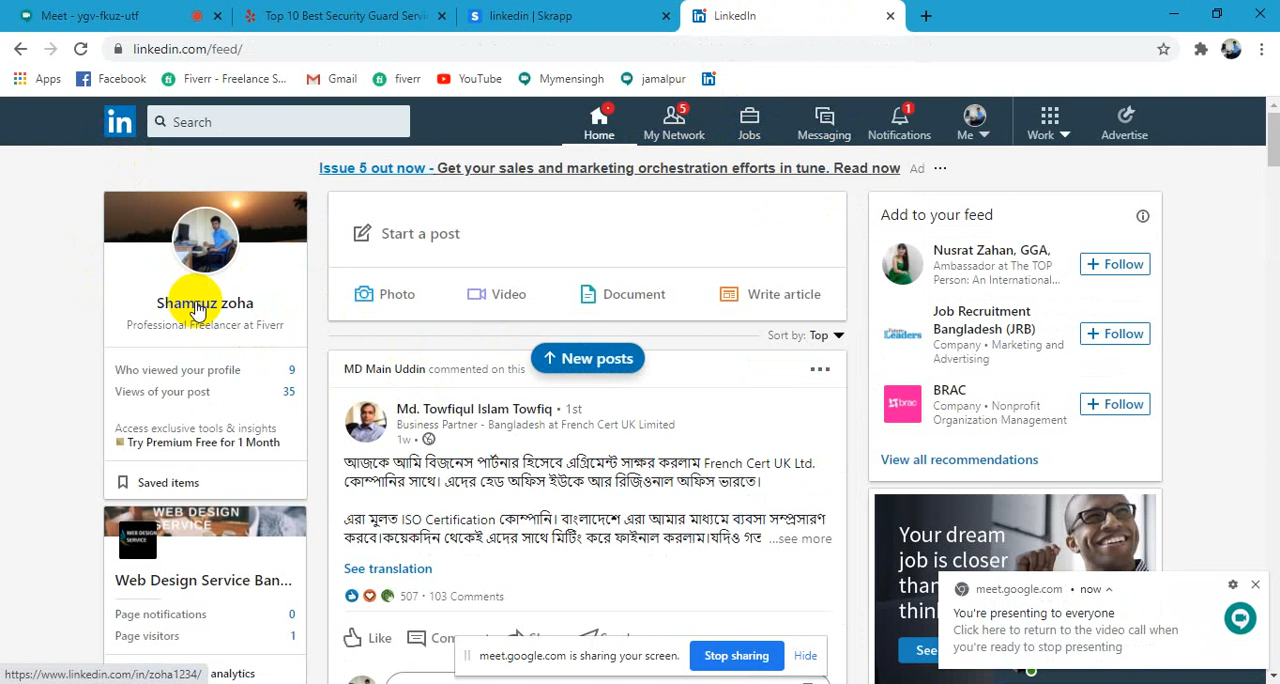 Meet - ygv-fkuz-utf
Top 10 Best Security Guard Servi
linkedin | Skrapp
LinkedIn
linkedin.com/feed/
Apps
Facebook
Fiverr - Freelance S...
Gmail
fiverr
YouTube
Mymensingh
jamalpur
in
Search
Home
5
My Network
Jobs
Messaging
1
Notifications
Me
Work
Advertise
Issue 5 out now - Get your sales and marketing orchestration efforts in tune. Read now Ad ...
Shamsuz zoha
Professional Freelancer at Fiverr
Who viewed your profile 9
Views of your post 35
Access exclusive tools & insights
Try Premium Free for 1 Month
Saved items
WEB DESIGN
SERVICE
WEB DESIGN
SERVICE
Web Design Service Ban...
Page notifications 0
Page visitors 1
analytics
https://www.linkedin.com/in/zoha1234/
Start a post
Photo
Video
Document
Write article
Sort by: Top
New posts
MD Main Uddin commented on this
Md. Towfiqul Islam Towfiq • 1st
Business Partner - Bangladesh at French Cert UK Limited
1w •
আজকে আমি বিজনেস পার্টনার হিসেবে এগ্রিমেন্ট সাক্ষর করলাম French Cert UK Ltd.
কোম্পানির সাথে। এদের হেড অফিস ইউকে আর রিজিওনাল অফিস ভারতে।
এরা মুলত ISO Certification কোম্পানি। বাংলাদেশে এরা আমার মাধ্যমে ব্যবসা সম্প্রসারণ
করবে।কয়েকদিন থেকেই এদের সাথে মিটিং করে ফাইনাল করলাম।যদিও গত ...see more
See translation
507 · 103 Comments
Like
meet.google.com is sharing your screen.
Stop sharing
Hide
Add to your feed
Nusrat Zahan, GGA,
Ambassador at The TOP
Person: An International...
+ Follow
Job Recruitment
Bangladesh (JRB)
Company • Marketing and
Advertising
+ Follow
BRAC
Company • Nonprofit
Organization Management
+ Follow
brac
View all recommendations
Your dream
job is closer
than
meet.google.com • now
You're presenting to everyone
Click here to return to the video call when
you're ready to stop presenting